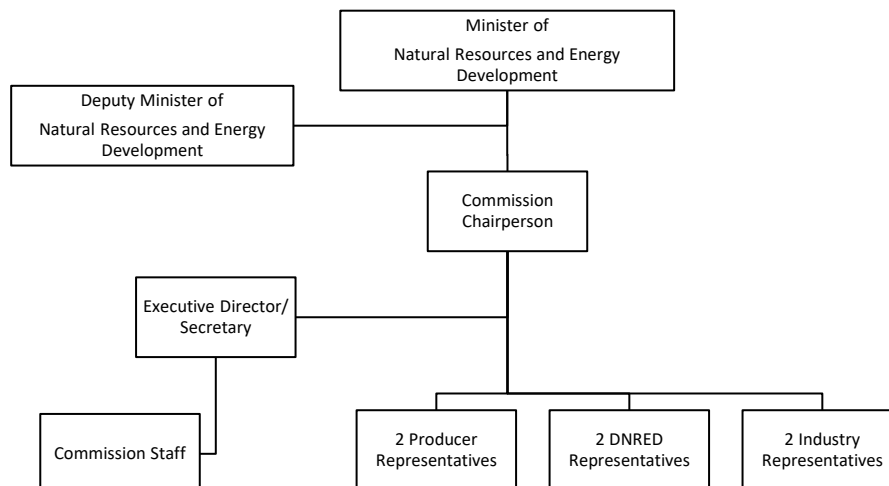 Minister of
Natural Resources and Energy
Development
Deputy Minister of
Natural Resources and Energy
Development
Commission
Chairperson
Executive Director/
Secretary
Commission Staff
2 Producer
Representatives
2 DNRED
Representatives
2 Industry
Representatives